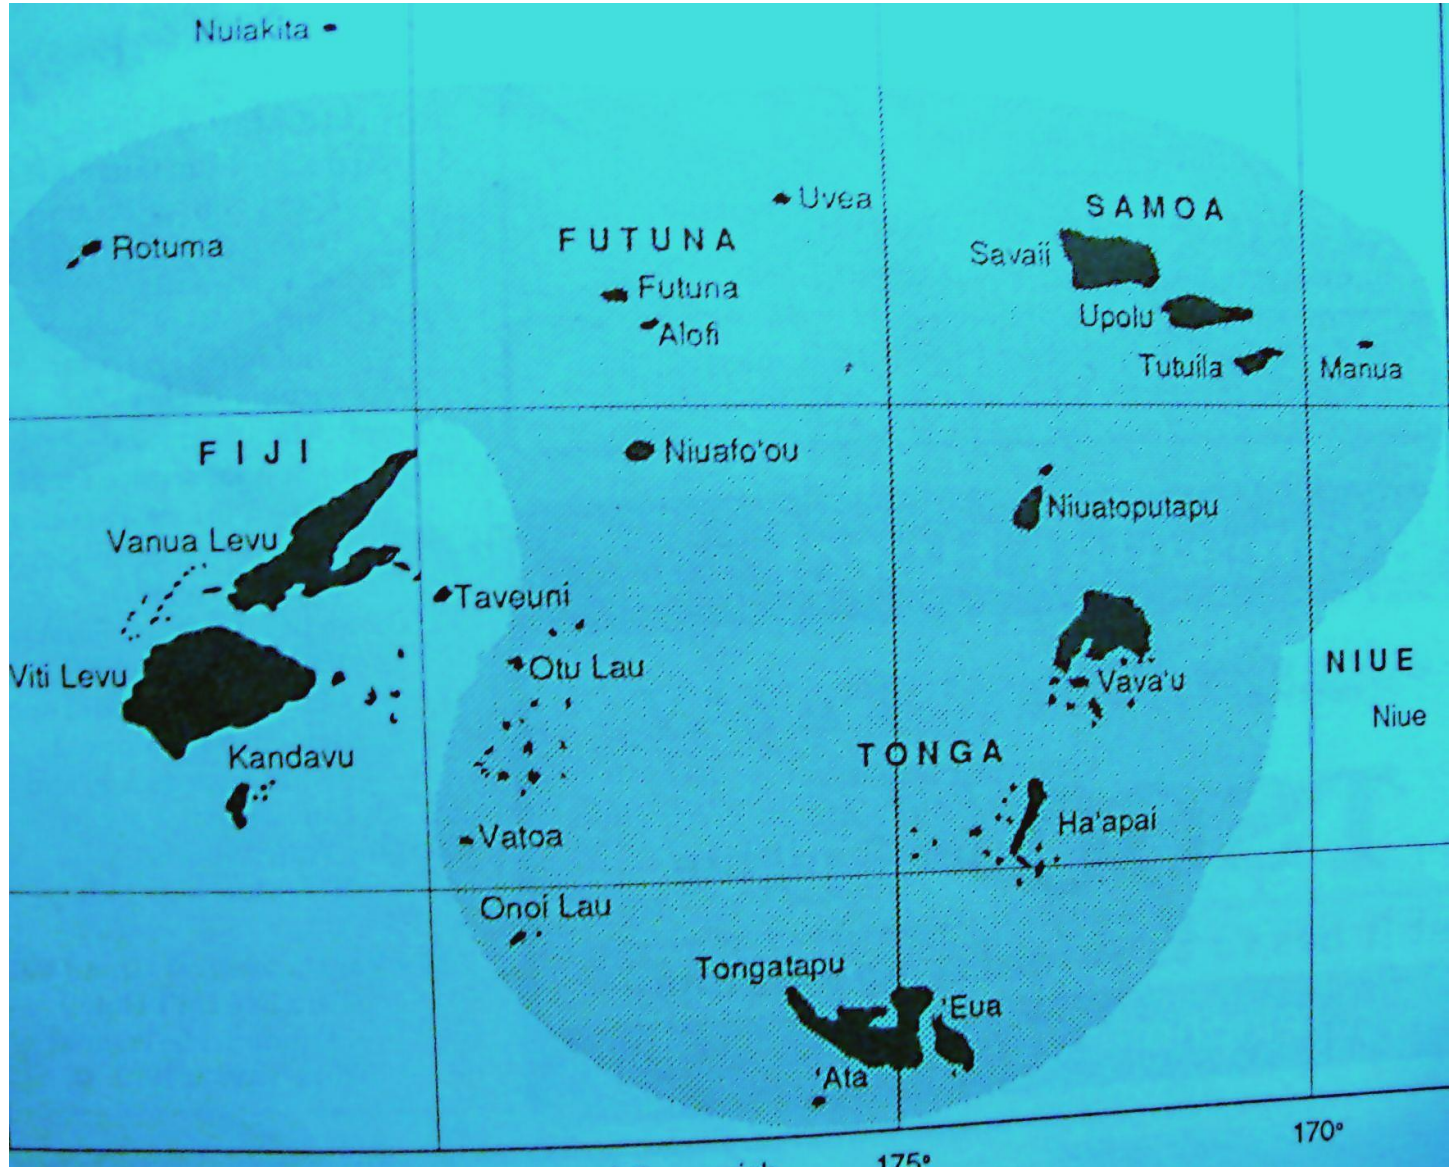 Nuiakita
Uvea
SAMOA
FUTUNA
Rotuma
Savaii
Futuna
Upolu
Alofi
Tutuila
Manua
FIJI
Niuafo'ou
Niuatoputapu
Vanua Levu
Taveuni
Otu Lau
NIUE
Viti Levu
Vava'u
Niue
Kandavu
TONGA
Ha'apai
Vatoa
Onoi Lau
Tongatapu
'Eua
'Ata
170°
175°